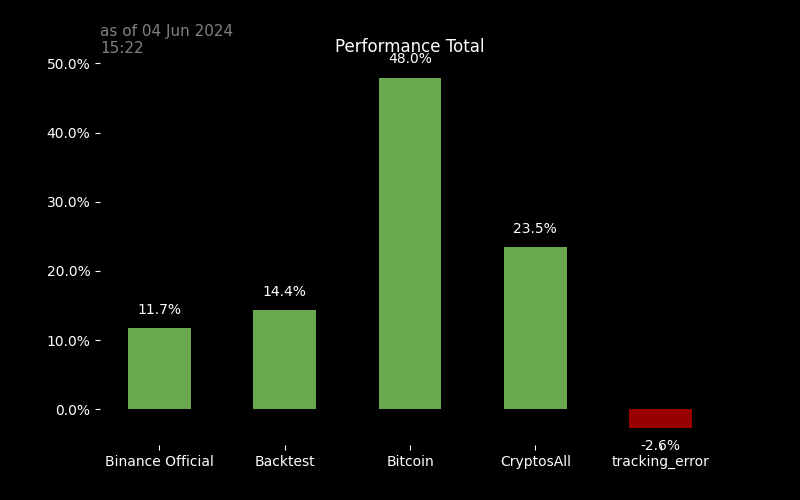 as of 04 Jun 2024
15:22
Performance Total
50.0%
40.0%
30.0%
20.0%
10.0%
0.0%
11.7%
14.4%
48.0%
23.5%
-2.6%
Binance Official
Backtest
Bitcoin
CryptosAll
tracking_error